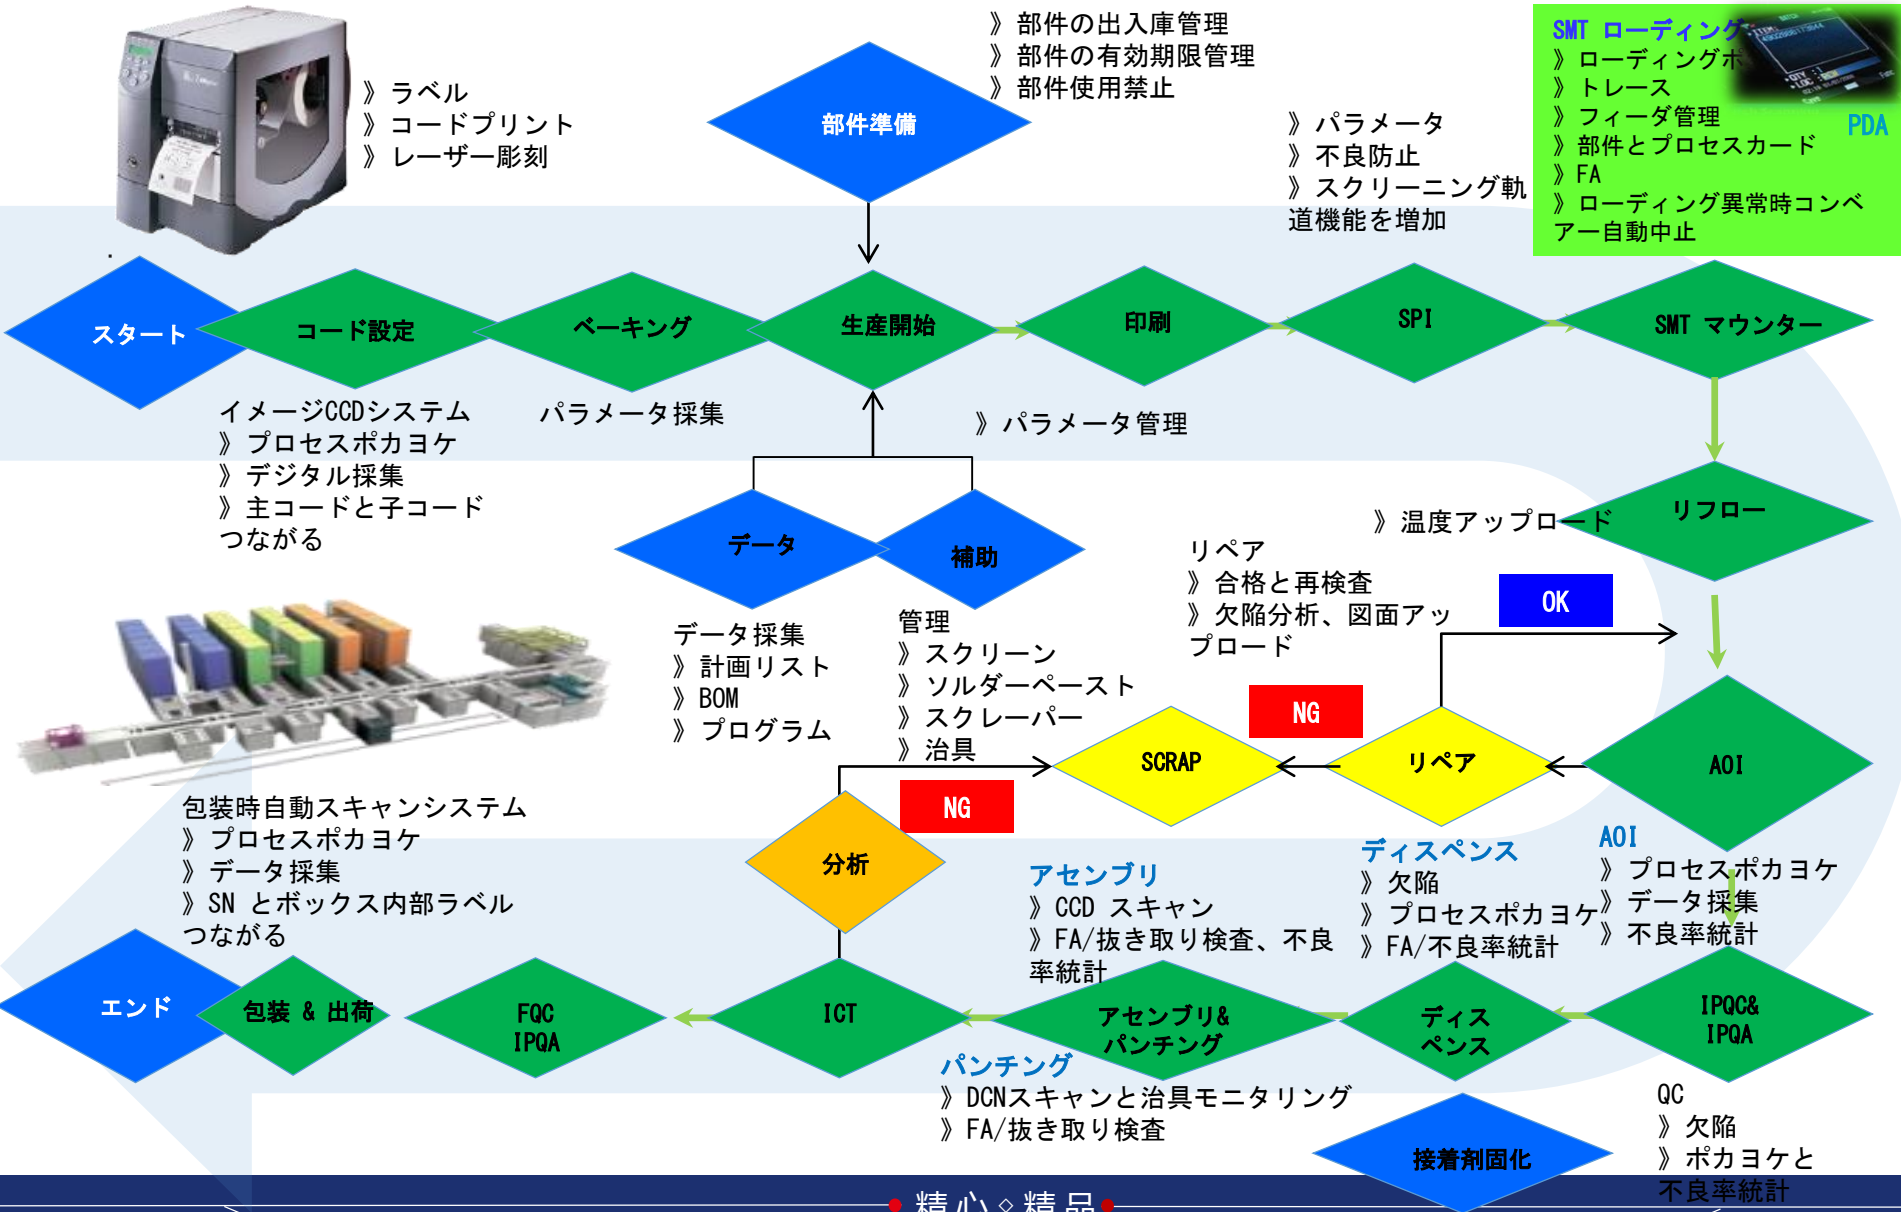 》部件の出入庫管理
》部件の有効期限管理
》部件使用禁止
》ラベル
》コードプリント
》レーザー彫刻
部件準備
》パラメータ
》不良防止
》スクリーニング軌
道機能を増加
SMT ローディング
》ローディングポ
》トレース
》フィーダ管理
》部件とプロセスカード
》FA
》ローディング異常時コンベ
アー自動中止
PDA
スタート
コード設定
ベーキング
生産開始
印刷
SPI
SMT マウンター
イメージCCDシステム
》プロセスポカヨケ
》デジタル採集
》主コードと子コード
つながる
パラメータ採集
》パラメータ管理
データ
補助
リフロー
》温度アップロード
リペア
》合格と再検査
》欠陥分析、図面アッ
プロード
OK
データ採集
》計画リスト
》BOM
》プログラム
管理
》スクリーン
》ソルダーペースト
》スクレーパー
》治具
NG
SCRAP
リペア
AOI
NG
分析
包装時自動スキャンシステム
》プロセスポカヨケ
》データ採集
》SN とボックス内部ラベル
つながる
アセンブリ
》CCD スキャン
》FA/抜き取り検査、不良
率統計
ディスペンス
》欠陥
》プロセスポカヨケ
》FA/不良率統計
AOI
》プロセスポカヨケ
》データ採集
》不良率統計
エンド
包装 & 出荷
FQC
IPQA
ICT
アセンブリ&
パンチング
ディス
ペンス
IPQC&
IPQA
パンチング
》DCNスキャンと治具モニタリング
》FA/抜き取り検査
接着剤固化
QC
》欠陥
》ポカヨケと
不良率統計
精心◇精品